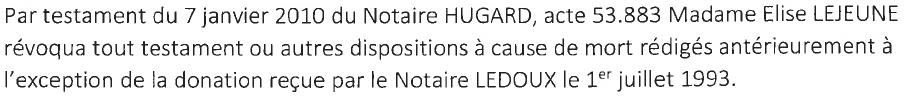 Par testament du 7 janvier 2010 du Notaire HUGARD, acte 53.883 Madame Elise LEJEUNE
révoqua tout testament ou autres dispositions à cause de mort rédigés antérieurement à
l'exception de la donation reçue par le Notaire LEDOUX le 1er juillet 1993.